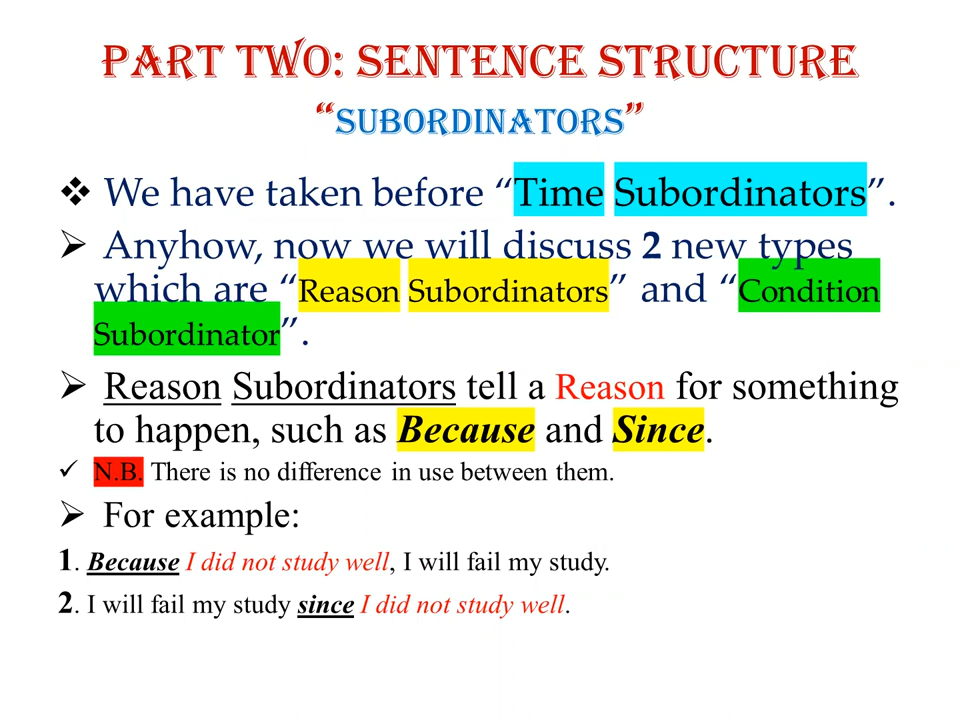 PART TWO: SENTENCE STRUCTURE
“SUBORDINATORS”
❖ We have taken before “Time Subordinators”.
➢ Anyhow, now we will discuss 2 new types
which are “Reason Subordinators” and “Condition
Subordinator”.
➢ Reason Subordinators tell a Reason for something
to happen, such as Because and Since.
✓ N.B. There is no difference in use between them.
➢ For example:
1. Because I did not study well, I will fail my study.
2. I will fail my study since I did not study well.